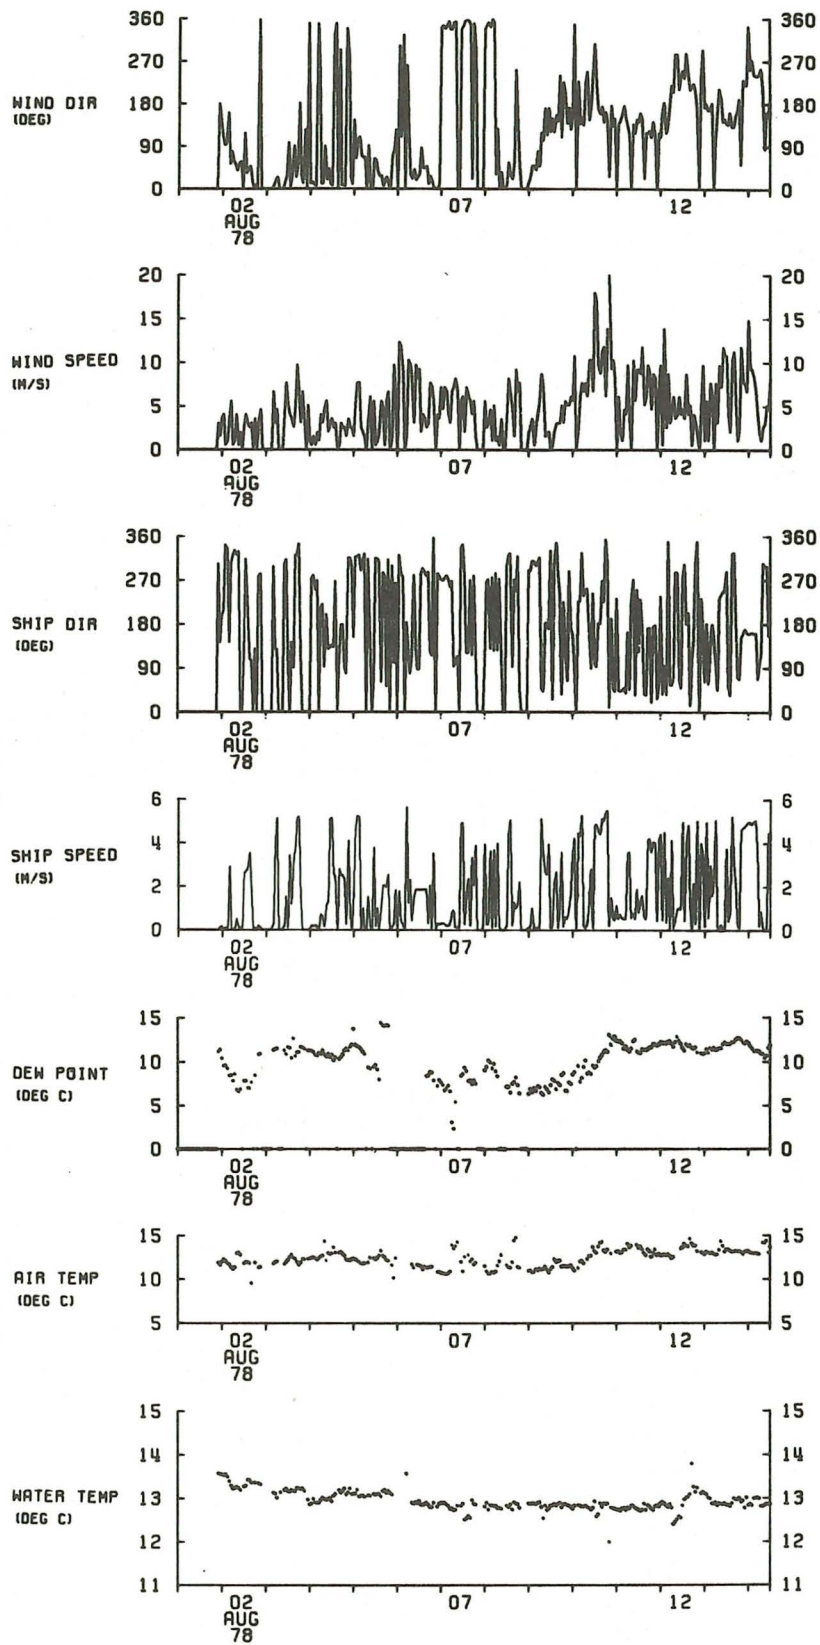 360 360
270 270
WIND DIR 180 180
(DEG)
90 90
0 0
02 07 12
AUG
78
20 20
15 15
WIND SPEED 10 10
(M/S)
5 5
0 0
02 07 12
AUG
78
360 360
270 270
SHIP DIR 180 180
(DEG)
90 90
0 0
02 07 12
AUG
78
6 6
SHIP SPEED 4 4
(M/S)
2 2
0 0
02 07 12
AUG
78
15 15
10 10
DEW POINT
(DEG C)
5 5
0 0
02 07 12
AUG
78
15 15
AIR TEMP 10 10
(DEG C)
5 5
02 07 12
AUG
78
15 15
14 14
WATER TEMP 13 13
(DEG C)
12 12
11 11
02 07 12
AUG
78